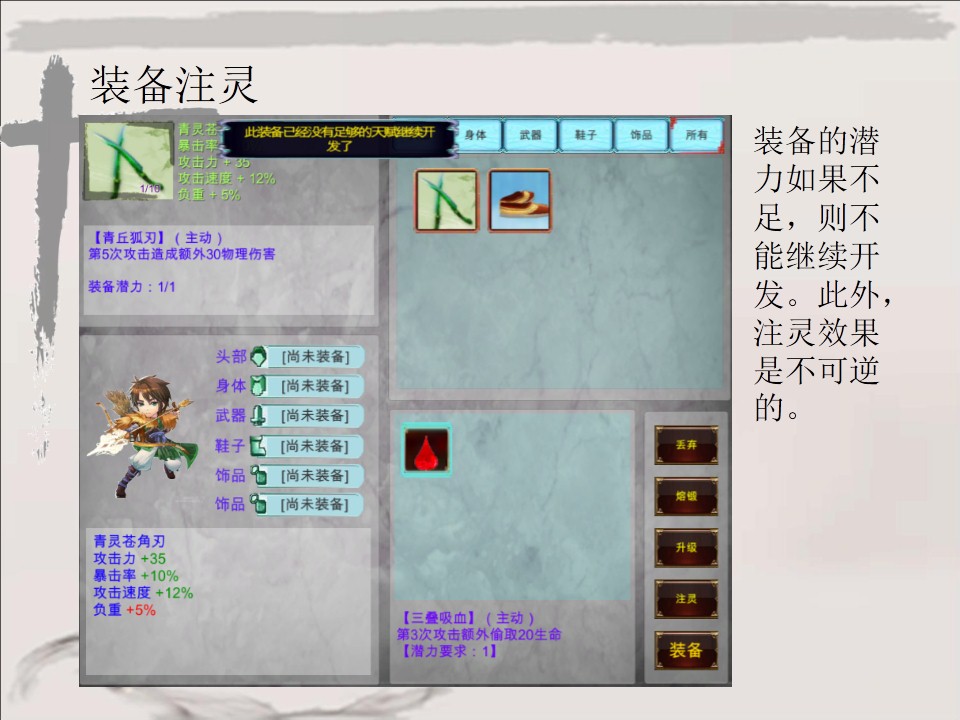 装备注灵
青灵苍
此装备已经没有足够的天赋继续开
发了
暴击率
攻击力 + 35
攻击速度 + 12%
负重 + 5%
1/10
身体
武器
鞋子
饰品
所有
【青丘狐刃】（主动）
第5次攻击造成额外30物理伤害
装备潜力：1/1
头部 [尚未装备]
身体 [尚未装备]
武器 [尚未装备]
鞋子 [尚未装备]
饰品 [尚未装备]
饰品 [尚未装备]
青灵苍角刃
攻击力 +35
暴击率 +10%
攻击速度 +12%
负重 +5%
【三叠吸血】（主动）
第3次攻击额外偷取20生命
【潜力要求：1】
丢弃
熔锻
升级
注灵
装备
装备的潜
力如果不
足，则不
能继续开
发。此外，
注灵效果
是不可逆
的。